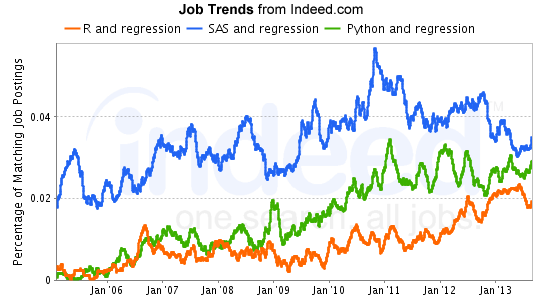 Job Trends from Indeed.com
R and regression SAS and regression Python and regression
Percentage of Matching Job Postings
0.04
0.02
0
indeed
TM
one search. all jobs.
Jan'06 Jan'07 Jan'08 Jan'09 Jan'10 Jan'11 Jan'12 Jan'13